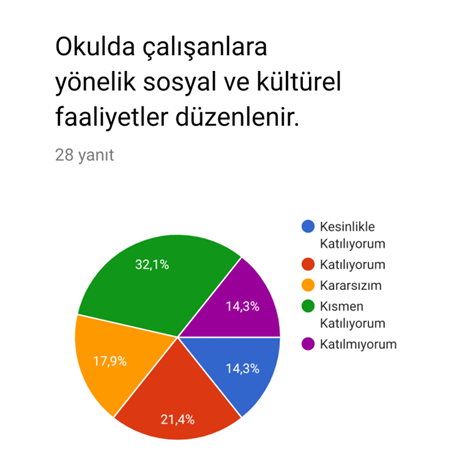 Okulda çalışanlara
yönelik sosyal ve kültürel
faaliyetler düzenlenir.
28 yanıt
Kesinlikle
Katılıyorum
Katılıyorum
Kararsızım
Kısmen
Katılıyorum
Katılmıyorum
32,1%
14,3%
17,9%
14,3%
21,4%